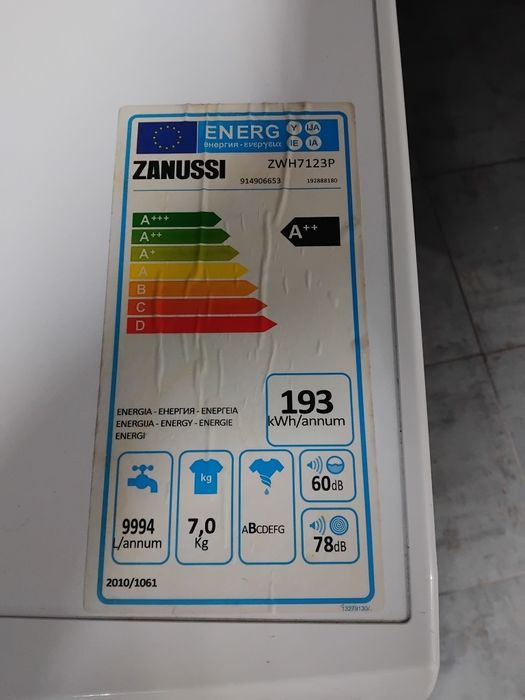 ENERG Y IJA
енергия - ενεργεια IE IA
ZANUSSI ZWH7123P
914906653 192888180
A+++
A++ A++
A+
A
B
C
D
ENERGIA - ЕНЕРГИЯ - ΕΝΕΡΓΕΙΑ
ENERGIJA - ENERGY - ENERGIE
ENERGI
193
kWh/annum
kg
60dB
9994 7,0 ABCDEFG
L/annum Kg
78dB
2010/1061